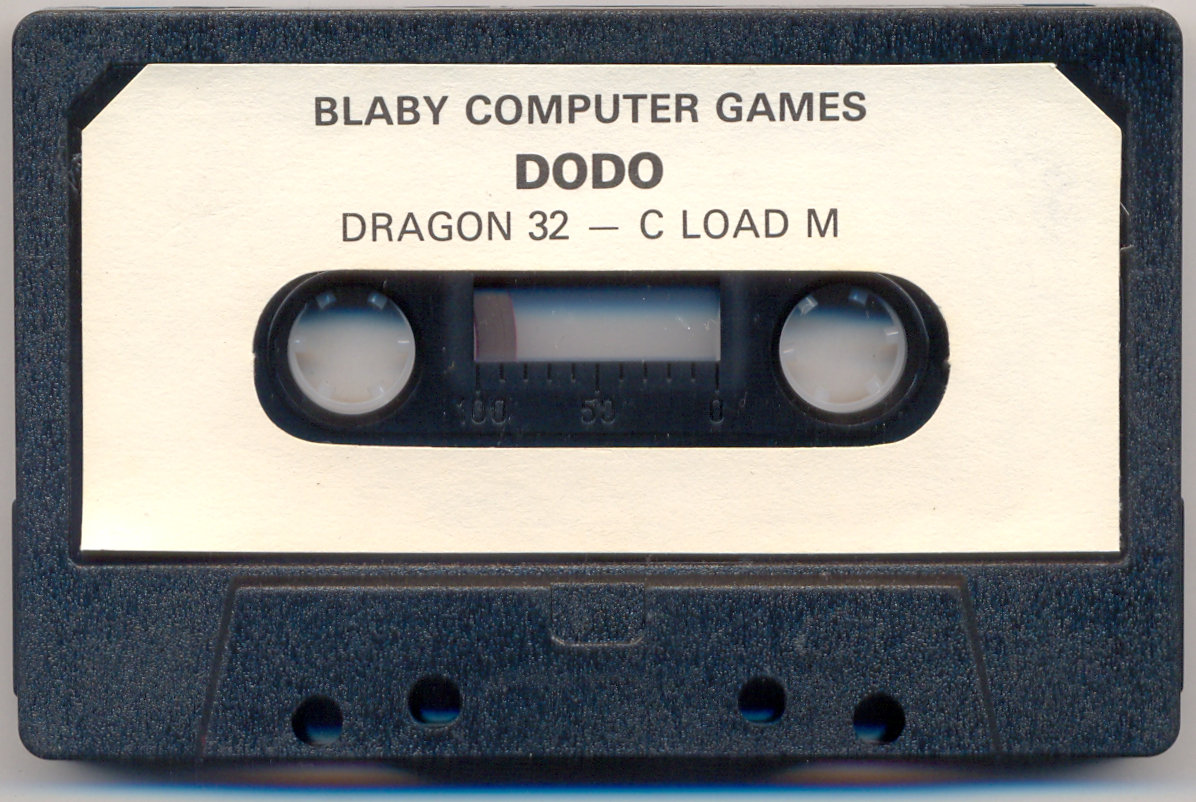 BLABY COMPUTER GAMES
DODO
DRAGON 32 — C LOAD M
100 50 0